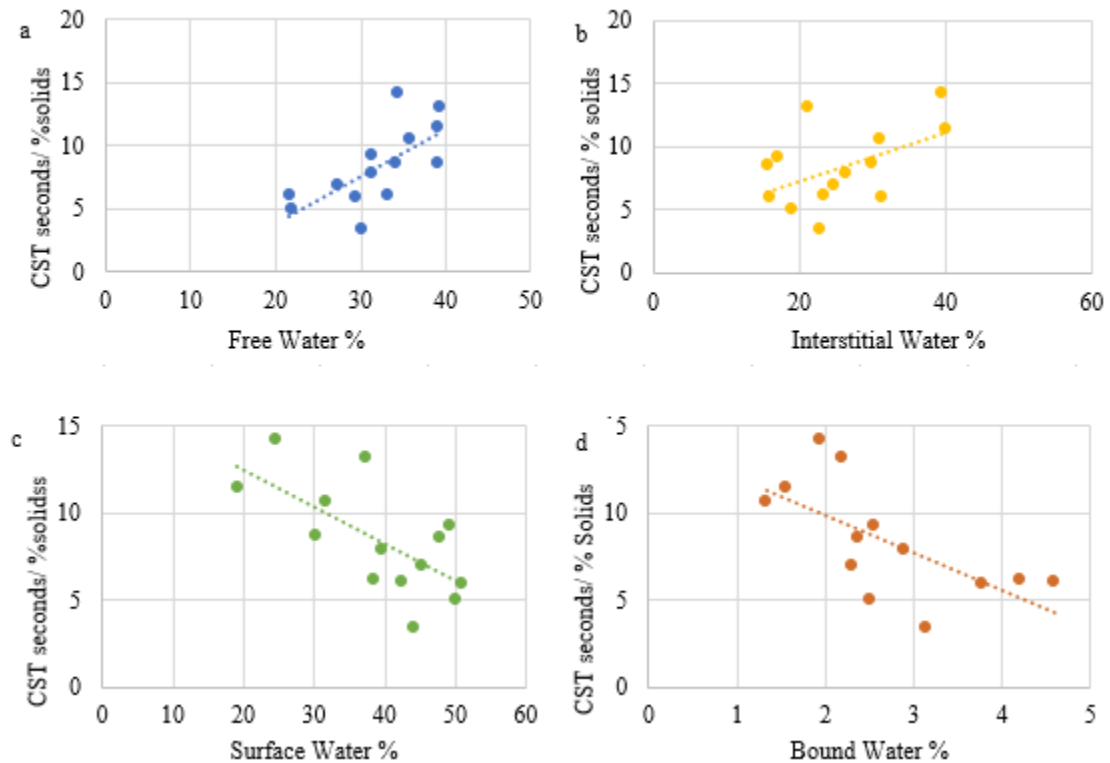 a
20
15
10
5
0
CST seconds/ %solids
0 10 20 30 40 50
Free Water %
b
20
15
10
5
0
CST seconds/ % solids
0 20 40 60
Interstitial Water %
c
15
10
5
0
CST seconds/ %solidss
0 10 20 30 40 50 60
Surface Water %
d
5
10
5
0
CST seconds/ % Solids
0 1 2 3 4 5
Bound Water %